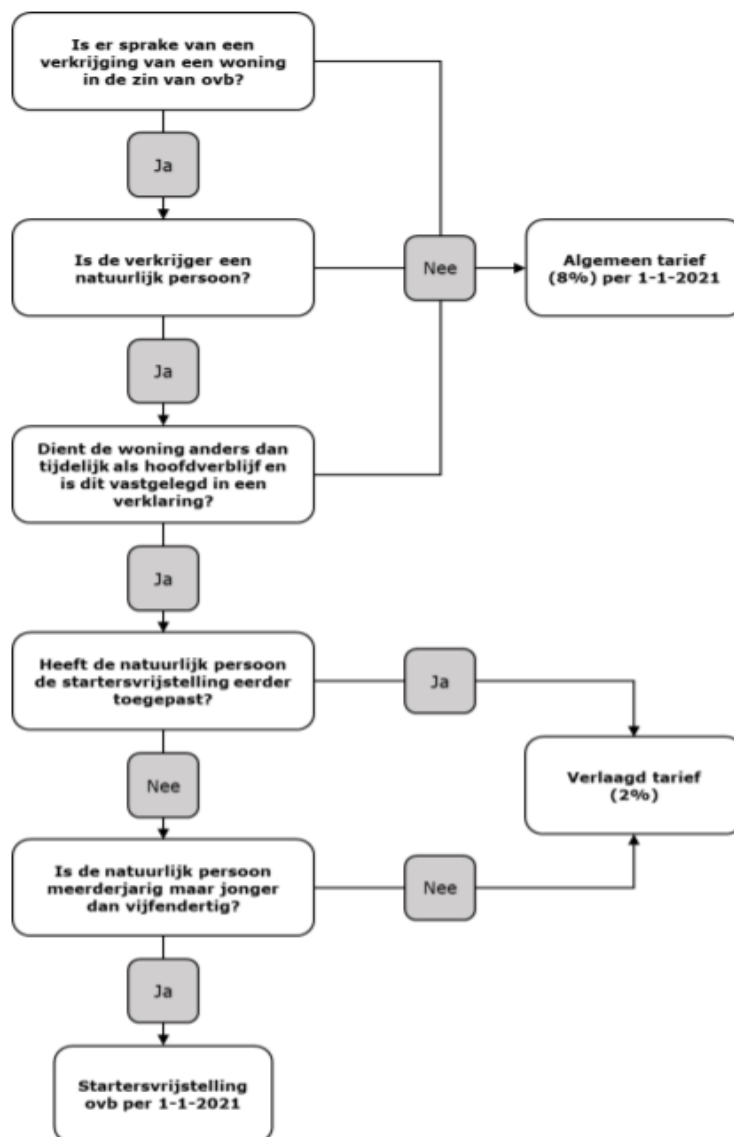 Is er sprake van een
verkrijging van een woning
in de zin van ovb?
Ja
Is de verkrijger een
natuurlijk persoon?
Nee
Algemeen tarief
(8%) per 1-1-2021
Ja
Dient de woning anders dan
tijdelijk als hoofdverblijf en
is dit vastgelegd in een
verklaring?
Ja
Heeft de natuurlijk persoon
de startersvrijstelling eerder
toegepast?
Ja
Verlaagd tarief
(2%)
Nee
Is de natuurlijk persoon
meerderjarig maar jonger
dan vijfendertig?
Nee
Ja
Startersvrijstelling
ovb per 1-1-2021